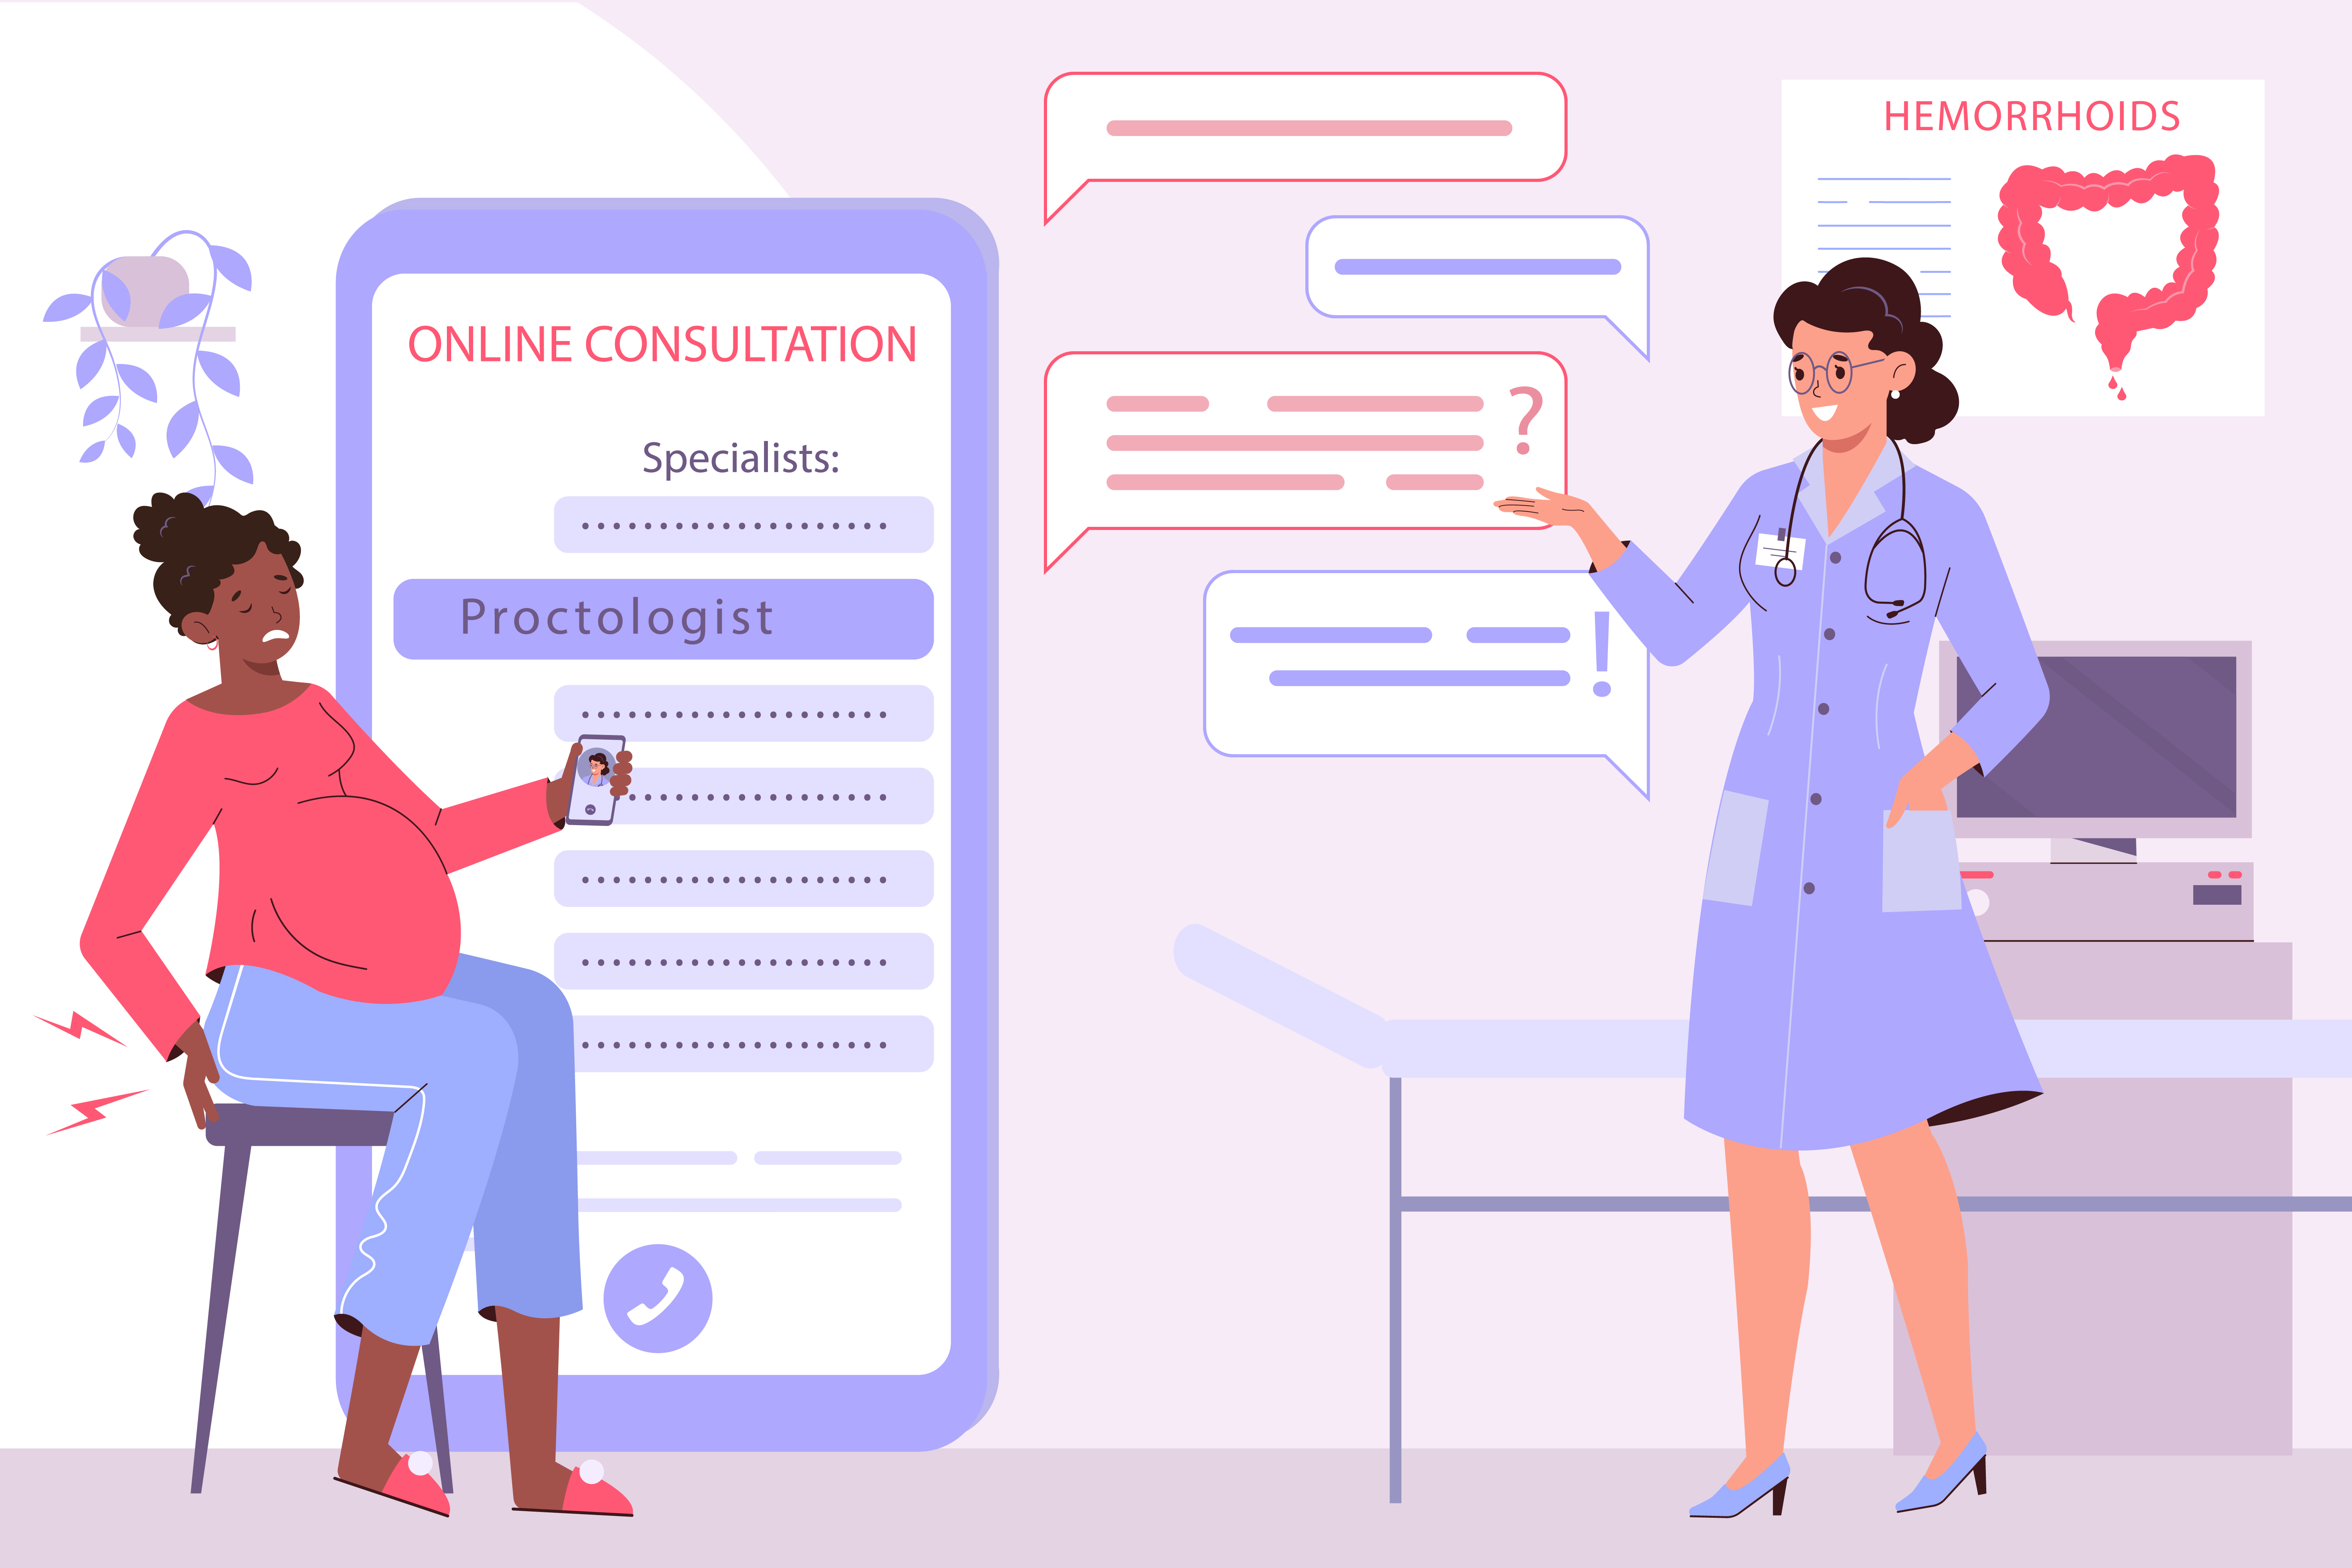 ONLINE CONSULTATION
Specialists:
Proctologist
?
!
HEMORRHOIDS